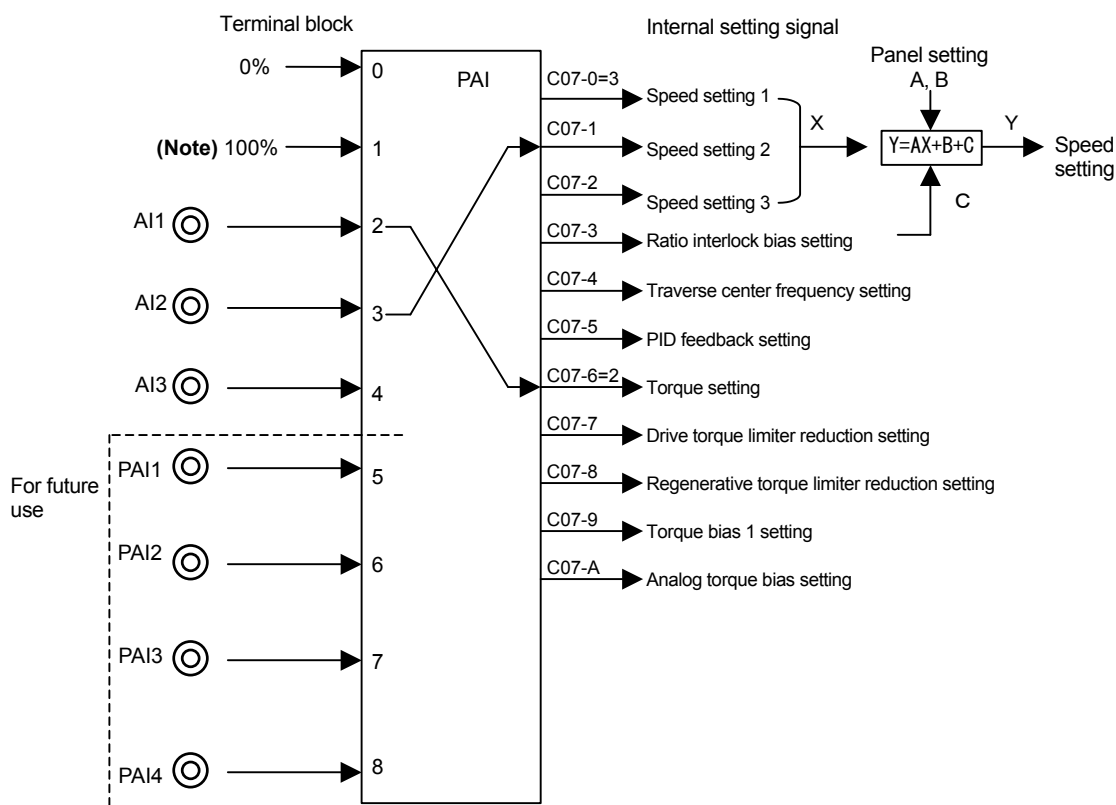 Terminal block
Internal setting signal
0%
0
PAI
C07-0=3
Speed setting 1
Panel setting
A, B
(Note) 100%
1
C07-1
Speed setting 2
X
Y=AX+B+C
Y
Speed
setting
C07-2
Speed setting 3
C
AI1
2
C07-3
Ratio interlock bias setting
C07-4
Traverse center frequency setting
AI2
3
C07-5
PID feedback setting
AI3
4
C07-6=2
Torque setting
C07-7
Drive torque limiter reduction setting
For future
use
PAI1
5
C07-8
Regenerative torque limiter reduction setting
C07-9
Torque bias 1 setting
PAI2
6
C07-A
Analog torque bias setting
PAI3
7
PAI4
8